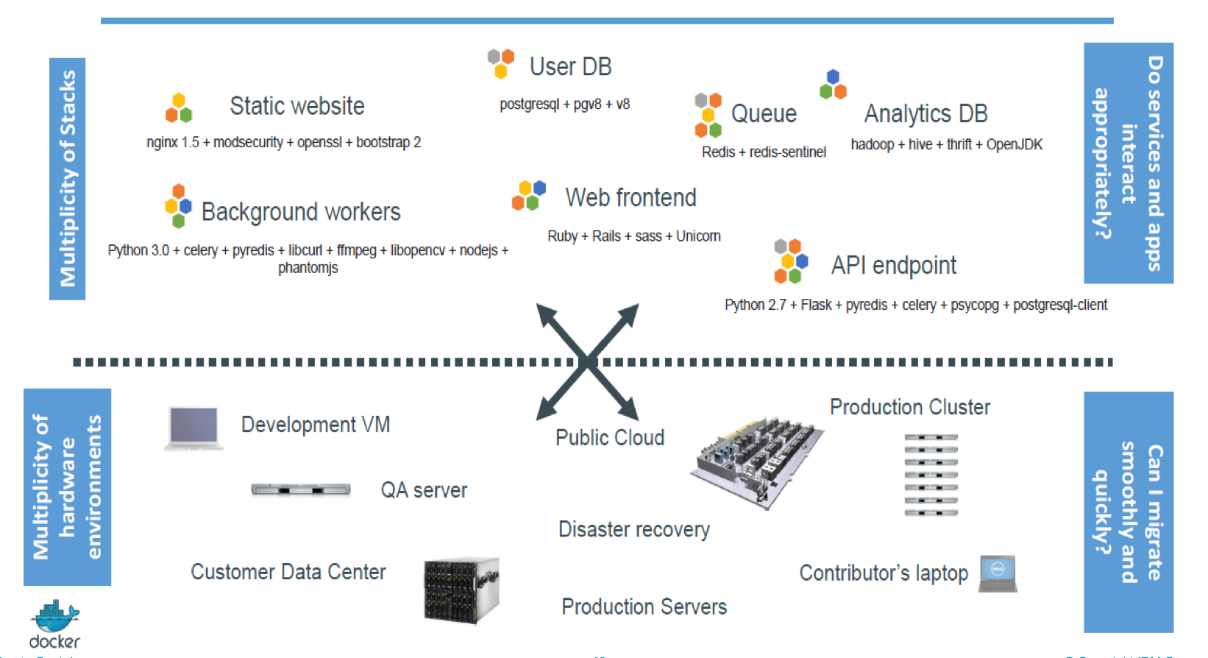 Multiplicity of Stacks
User DB
postgresql + pgv8 + v8
Static website
nginx 1.5 + modsecurity + openssl + bootstrap 2
Queue
Redis + redis-sentinel
Analytics DB
hadoop + hive + thrift + OpenJDK
Background workers
Python 3.0 + celery + pyredis + libcurl + ffmpeg + libopencv + nodejs +
phantomjs
Web frontend
Ruby + Rails + sass + Unicorn
API endpoint
Python 2.7 + Flask + pyredis + celery + psycopg + postgresql-client
Do services and apps
interact
appropriately?
Multiplicity of
hardware
environments
Development VM
QA server
Customer Data Center
Public Cloud
Disaster recovery
Production Servers
Production Cluster
Contributor's laptop
DELL
Can I migrate
smoothly and
quickly?
docker